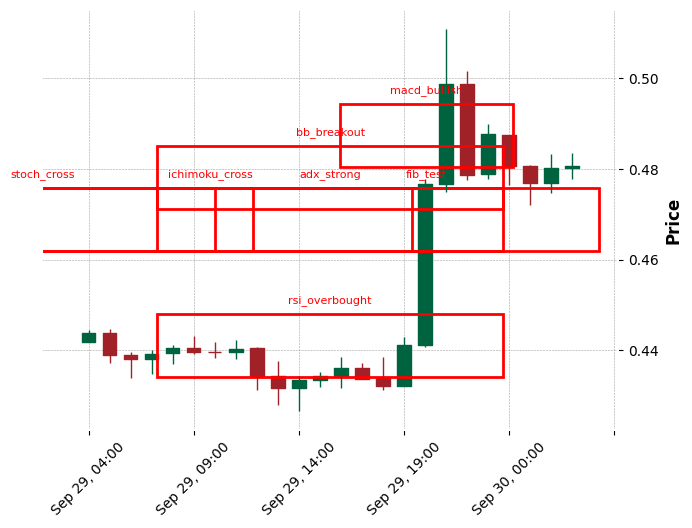 macd_bullish
bb_breakout
stoch_cross
ichimoku_cross
adx_strong
fib_test
rsi_overbought
0.50
0.48
0.46
0.44
Price
Sep 29, 04:00
Sep 29, 09:00
Sep 29, 14:00
Sep 29, 19:00
Sep 30, 00:00